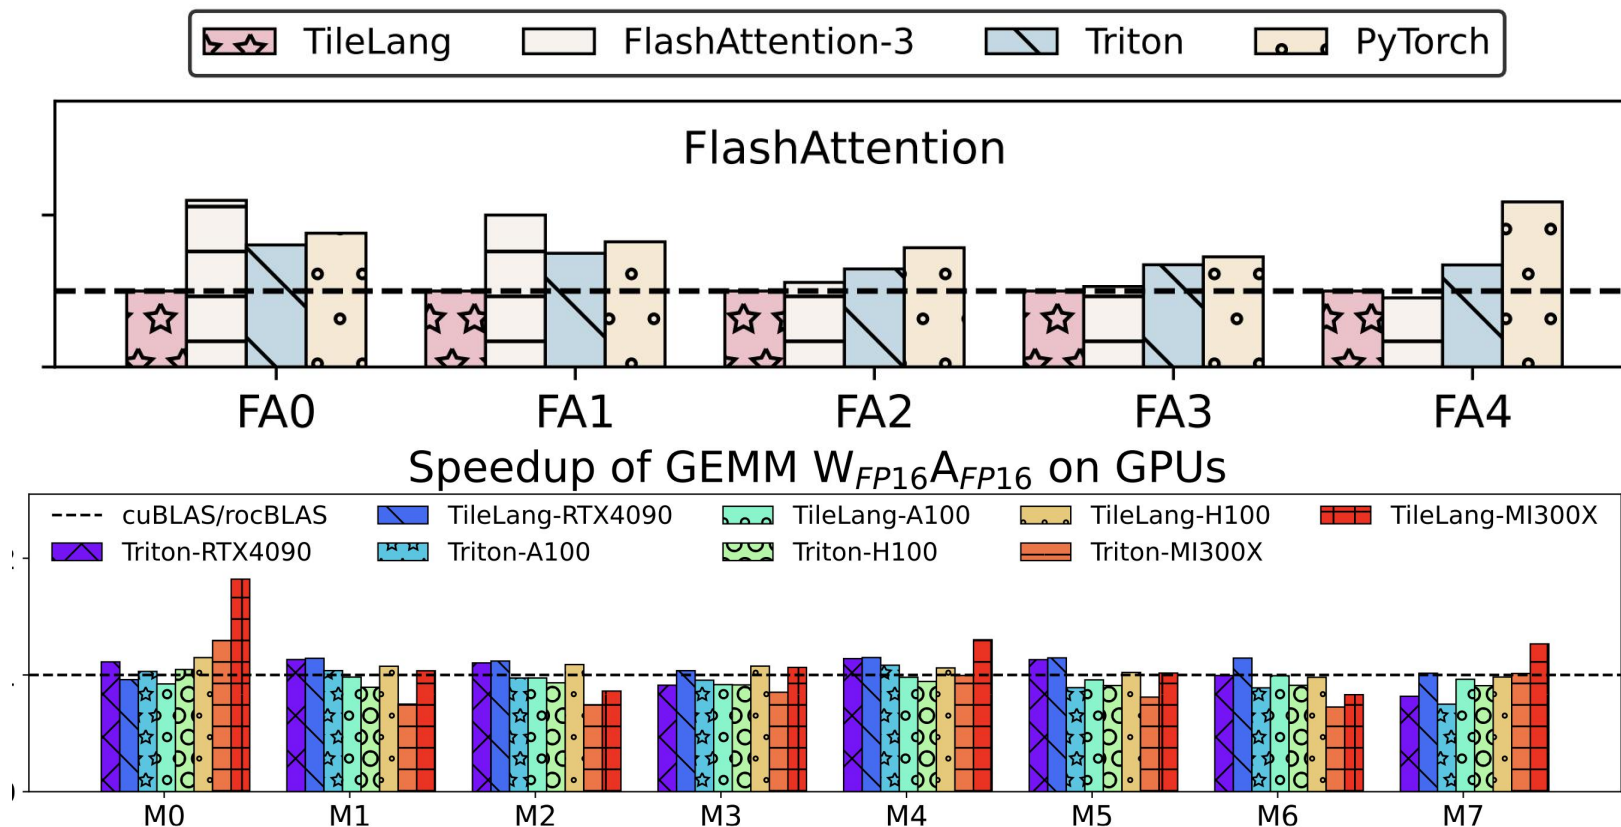 TileLang FlashAttention-3 Triton PyTorch
FlashAttention
FA0 FA1 FA2 FA3 FA4
Speedup of GEMM W_FP16A_FP16 on GPUs
cuBLAS/rocBLAS TileLang-RTX4090 TileLang-A100 TileLang-H100 TileLang-MI300X
Triton-RTX4090 Triton-A100 Triton-H100 Triton-MI300X
M0 M1 M2 M3 M4 M5 M6 M7